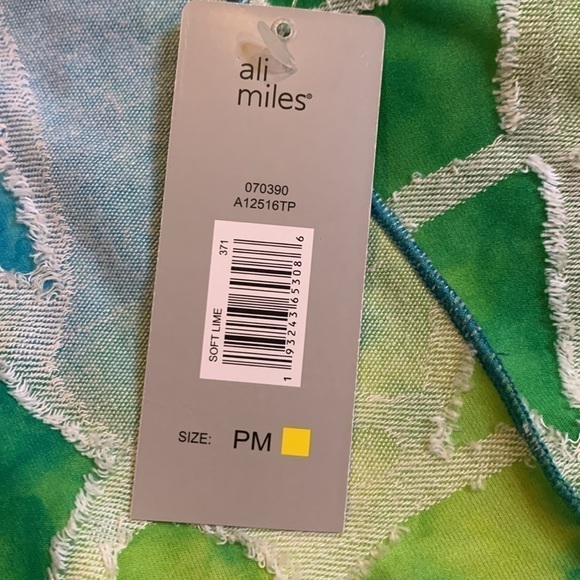 ali
miles®
070390
A12516TP
371
SOFT LIME
1 93243 65308 6
SIZE: PM